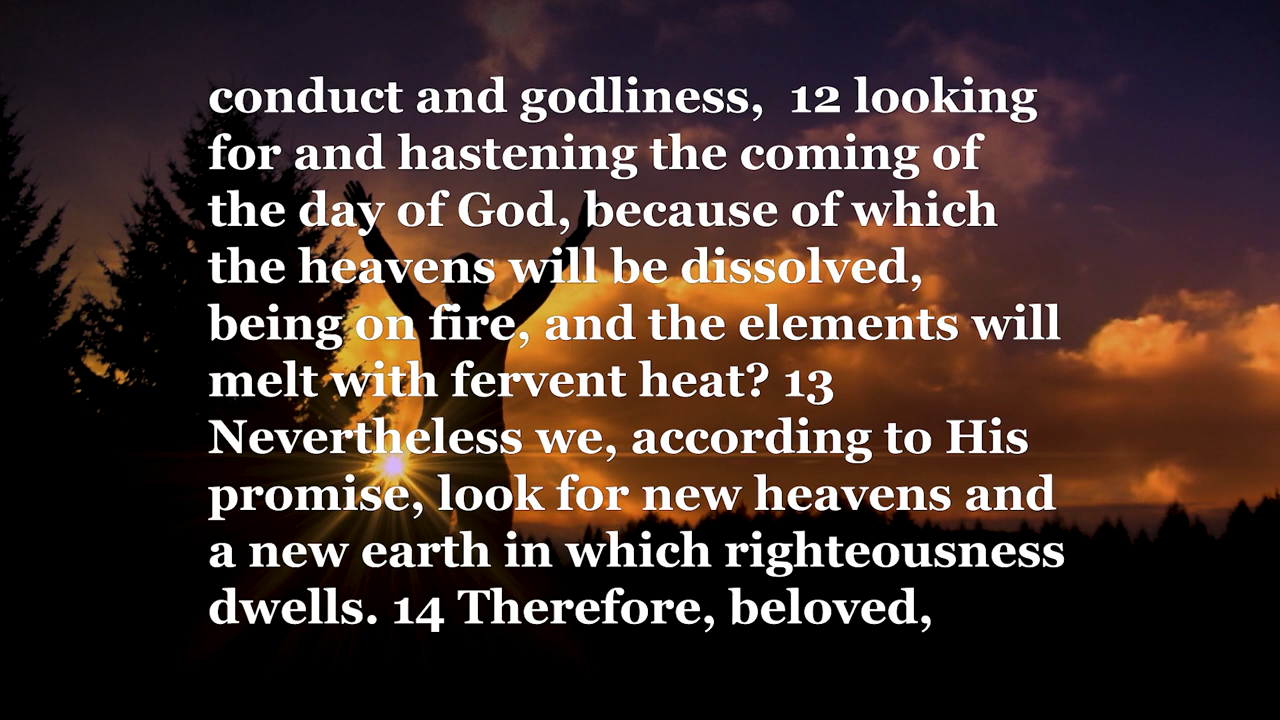 conduct and godliness,  12 looking
for and hastening the coming of
the day of God, because of which
the heavens will be dissolved,
being on fire, and the elements will
melt with fervent heat? 13
Nevertheless we, according to His
promise, look for new heavens and
a new earth in which righteousness
dwells. 14 Therefore, beloved,